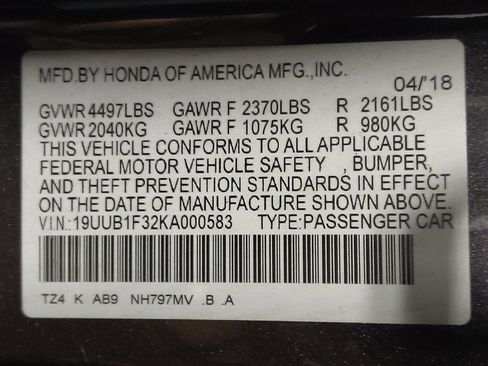 MFD.BY HONDA OF AMERICA MFG.,INC.
04/'18
GVWR 4497LBS GAWR F 2370LBS R 2161LBS
GVWR 2040KG GAWR F 1075KG R 980KG
THIS VEHICLE CONFORMS TO ALL APPLICABLE
FEDERAL MOTOR VEHICLE SAFETY , BUMPER,
AND THEFT PREVENTION STANDARDS IN EFFECT
ON THE DATE OF MANUFACTURE SHOWN ABOVE.
V.I.N.:19UUB1F32KA000583 TYPE:PASSENGER CAR
TZ4 K AB9 NH797MV .B .A